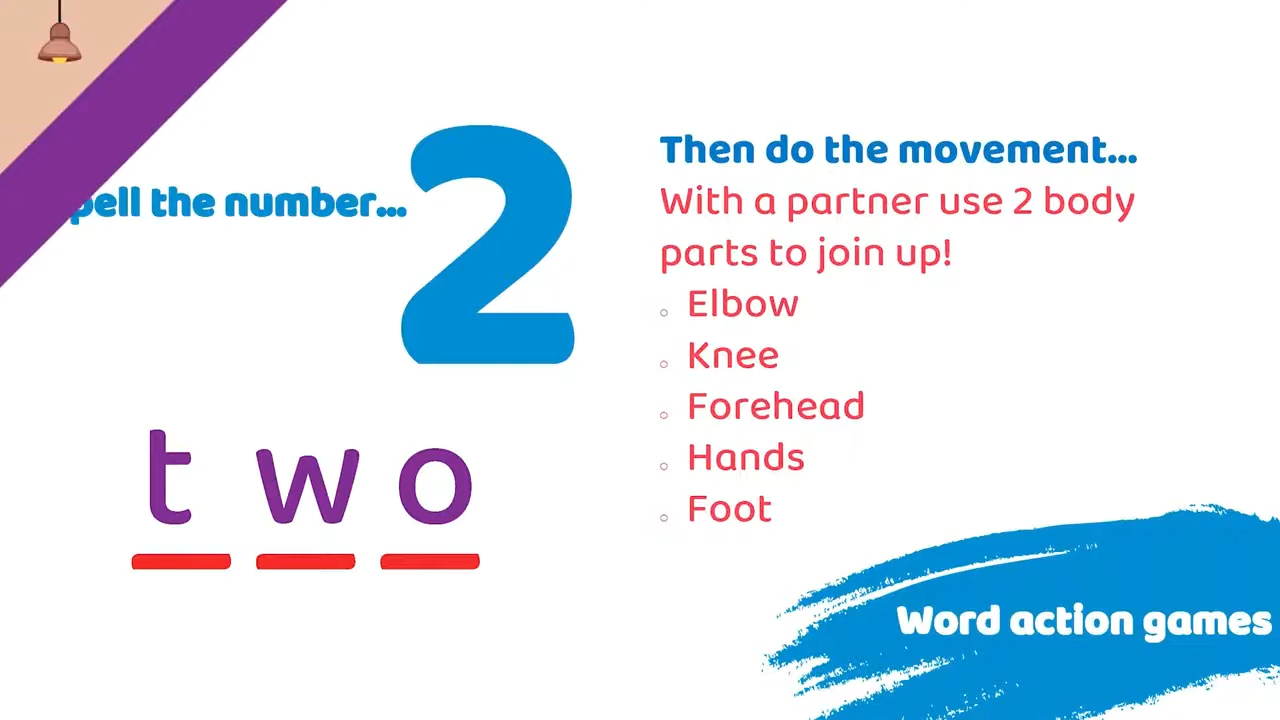 pell the number...
2
two
Then do the movement...
With a partner use 2 body
parts to join up!
Elbow
Knee
Forehead
Hands
Foot
Word action games